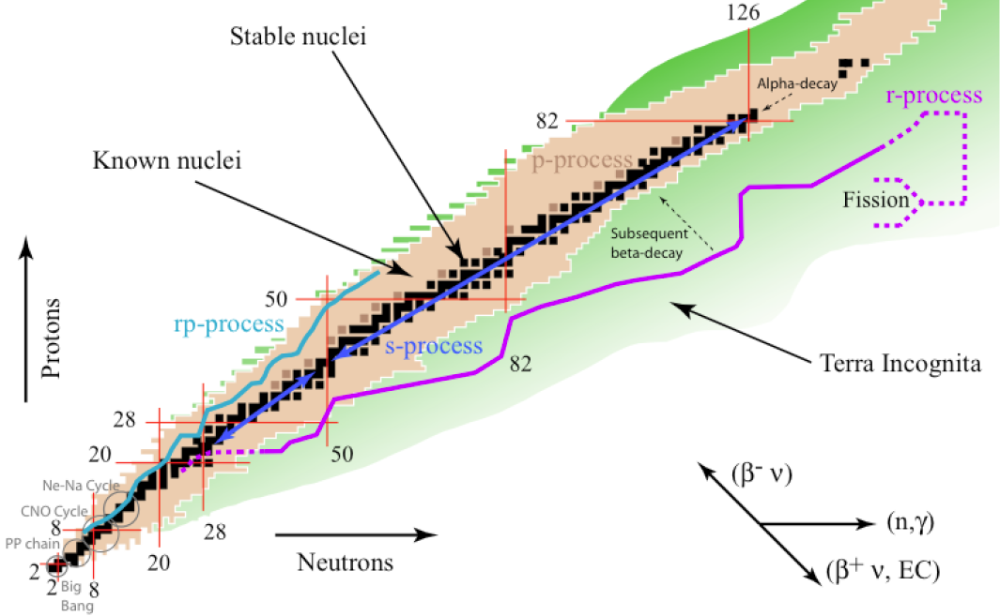 126
Stable nuclei
Alpha-decay
r-process
82
Known nuclei
p-process
Fission
Subsequent
beta-decay
50
rp-process
s-process
Protons
82
Terra Incognita
28
50
20
Ne-Na Cycle
CNO Cycle
8
28
PP chain
20
Neutrons
2
2
8
Big
Bang
(β⁻ ν)
(n,γ)
(β⁺ ν, EC)